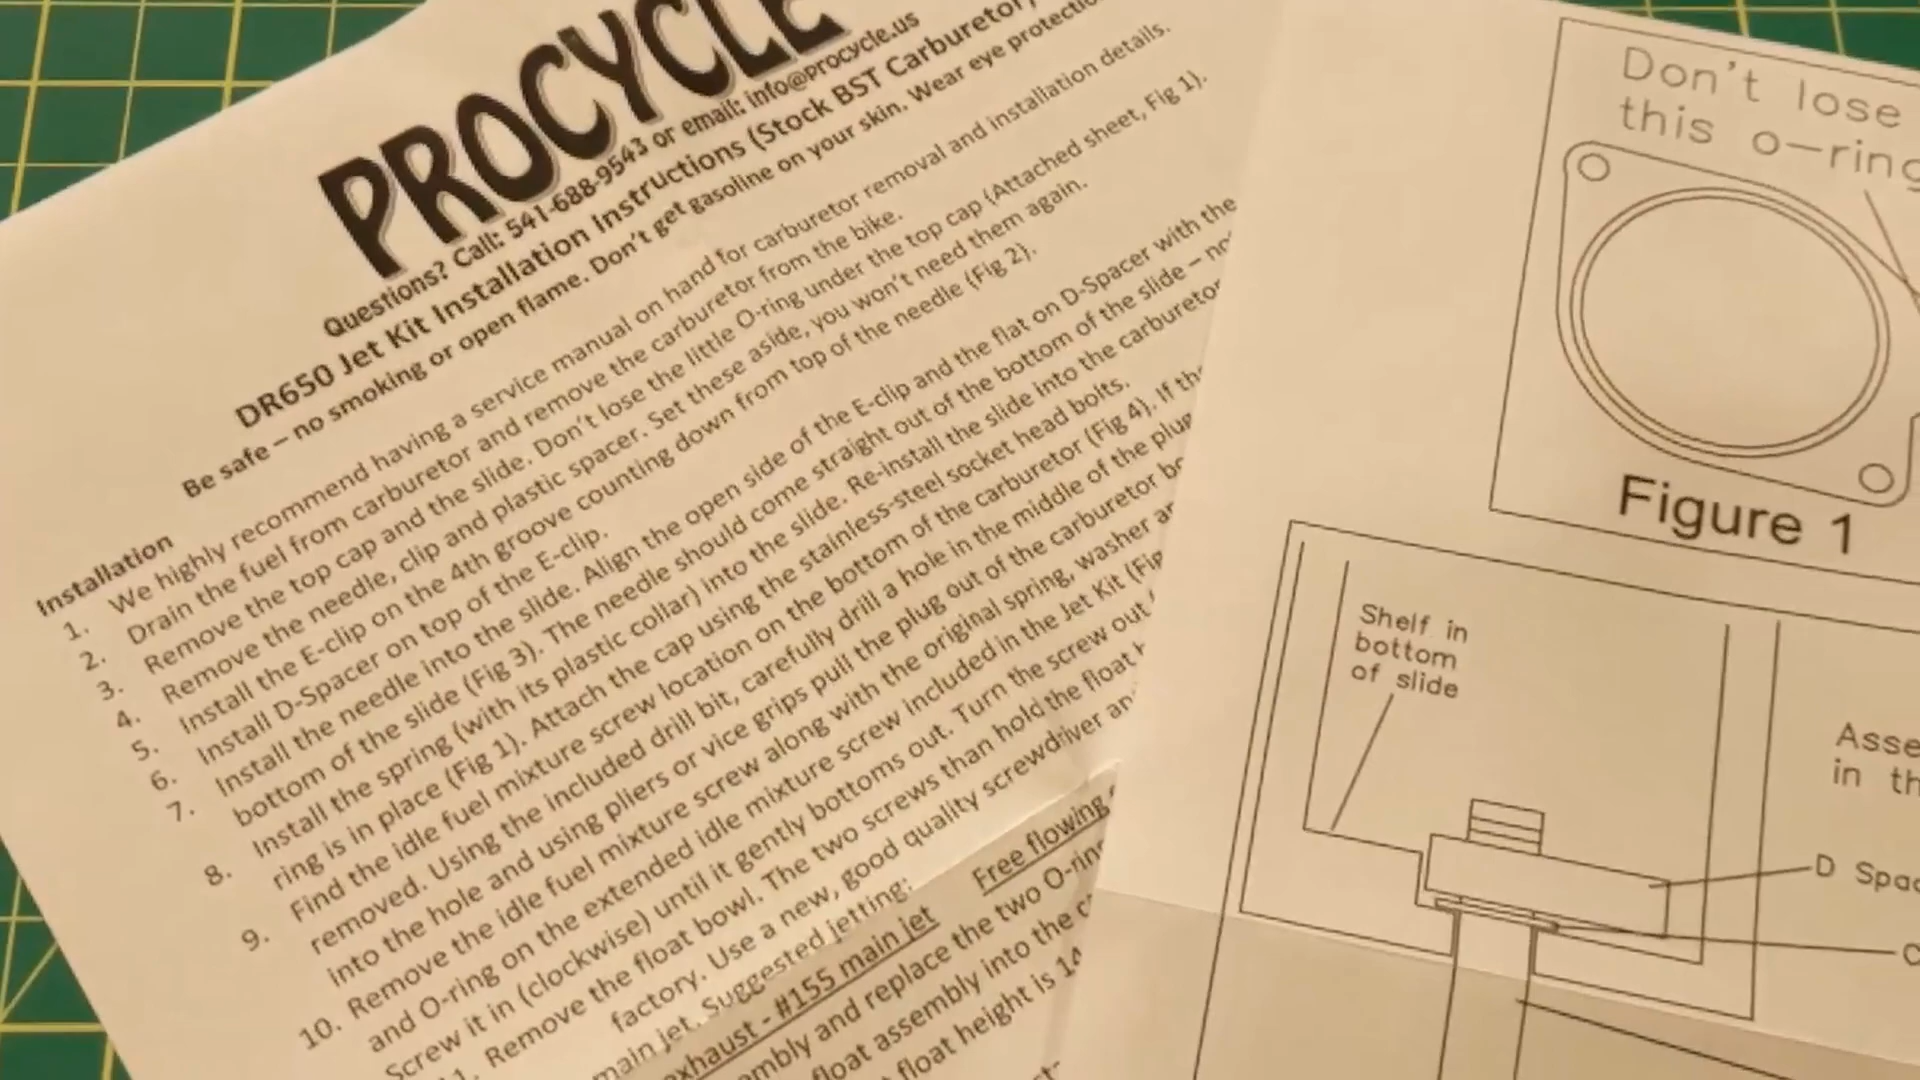 PROCYCLE
Questions? Call: 541-688-9543 or email: info@procycle.us
DR650 Jet Kit Installation Instructions (Stock BST Carburetor)
Be safe – no smoking or open flame. Don't get gasoline on your skin. Wear eye protection
Installation
1. We highly recommend having a service manual on hand for carburetor removal and installation details.
2. Drain the fuel from carburetor and remove the carburetor from the bike.
3. Remove the top cap and the slide. Don't lose the little O-ring under the top cap (Attached sheet, Fig 1).
4. Remove the needle, clip and plastic spacer. Set these aside, you won't need them again.
5. Install the E-clip on the 4th groove counting down from top of the needle (Fig 2).
6. Install D-Spacer on top of the E-clip.
7. Install the needle into the slide. Align the open side of the E-clip and the flat on D-Spacer with the
bottom of the slide (Fig 3). The needle should come straight out of the bottom of the slide –
8. Install the spring (with its plastic collar) into the slide. Re-install the slide into the carburetor
ring is in place (Fig 1). Attach the cap using the stainless-steel socket head bolts.
9. Find the idle fuel mixture screw location on the bottom of the carburetor (Fig 4). If the
removed. Using the included drill bit, carefully drill a hole in the middle of the plug
into the hole and using pliers or vice grips pull the plug out of the carburetor
10. Remove the idle fuel mixture screw along with the original spring, washer
and O-ring on the extended idle mixture screw included in the Jet Kit (Fig
Screw it in (clockwise) until it gently bottoms out. Turn the screw out
Remove the float bowl. The two screws than hold the float
factory. Use a new, good quality screwdriver
main jet. Suggested jetting:
exhaust - #155 main jet Free flowing
and replace the two O-ring
float assembly into the
float height is 14
Don't lose
this o-ring
Figure 1
Shelf in
bottom
of slide
in
D